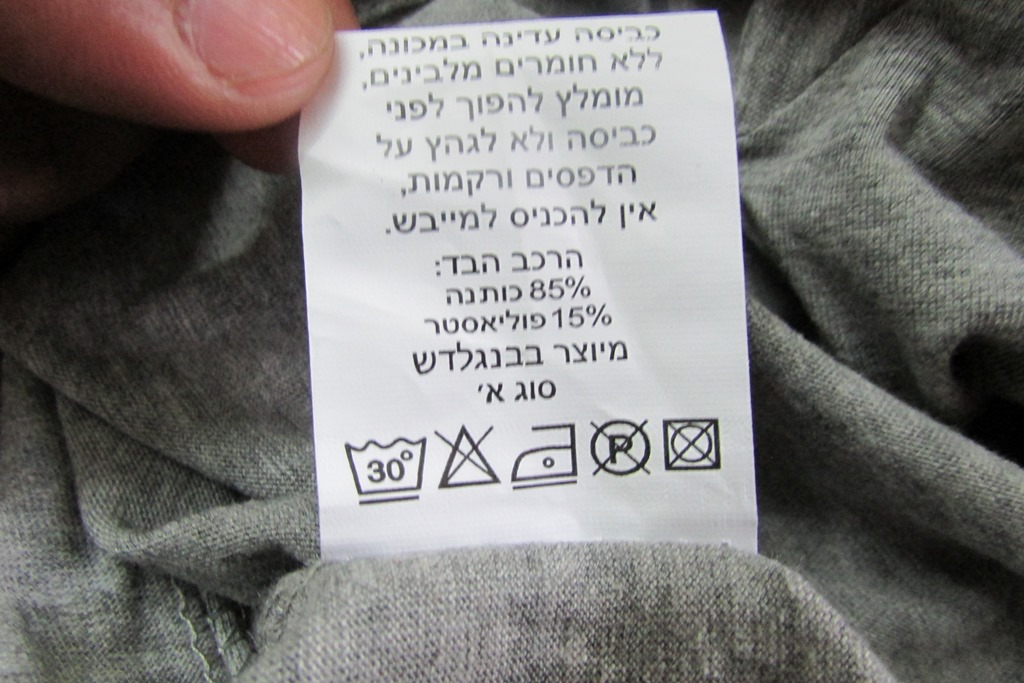 כביסה עדינה במכונה,
ללא חומרים מלבינים,
מומלץ להפוך לפני
כביסה ולא לגהץ על
הדפסים ורקמות,
אין להכניס למייבש.
הרכב הבד:
85% כותנה
15% פוליאסטר
מיוצר בבנגלדש
סוג א'
30° P